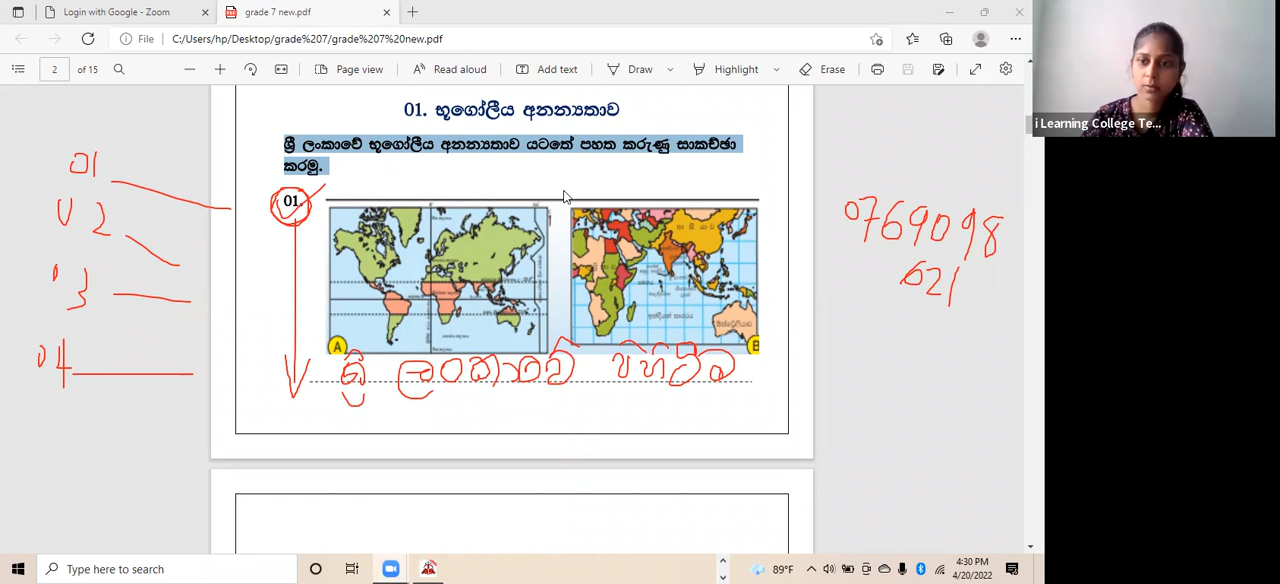 Login with Google - Zoom
grade 7 new.pdf
File
C:/Users/hp/Desktop/grade%207/grade%207%20new.pdf
2 of 15
Page view
Read aloud
Add text
Draw
Highlight
Erase
i Learning College Te...
01. භූගෝලීය අනන්‍යතාව
ශ්‍රී ලංකාවේ භූගෝලීය අනන්‍යතාව යටතේ පහත කරුණු සාකච්ඡා
කරමු.
01.
01
2
3
04
0769098
621
A
B
ඕස්ට්‍රේලියාව
ශ්‍රී ලංකාවේ පිහිටීම
Type here to search
89°F
4:30 PM
4/20/2022